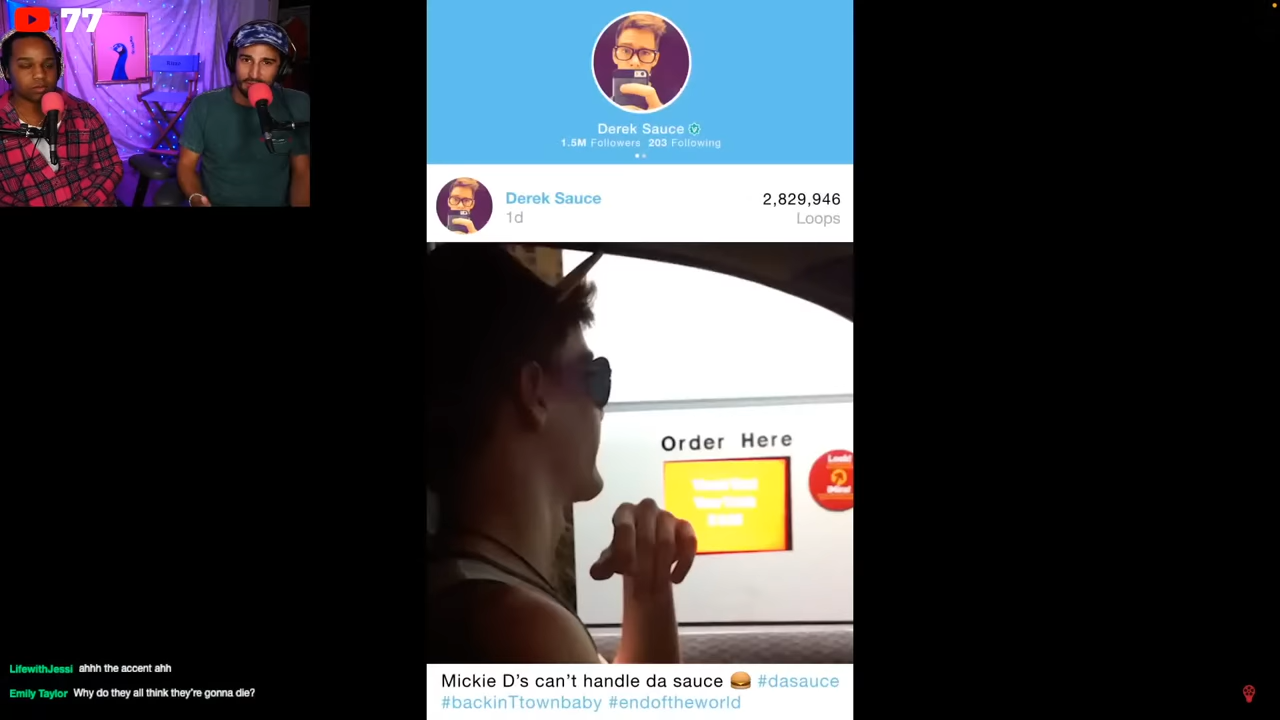 77
Derek Sauce
1.5M Followers 203 Following
Derek Sauce
2,829,946
1d
Loops
Order Here
Mickie D's can't handle da sauce 🍔 #dasauce
#backinTtownbaby #endoftheworld
LifewithJessi ahhh the accent ahh
Emily Taylor Why do they all think they're gonna die?